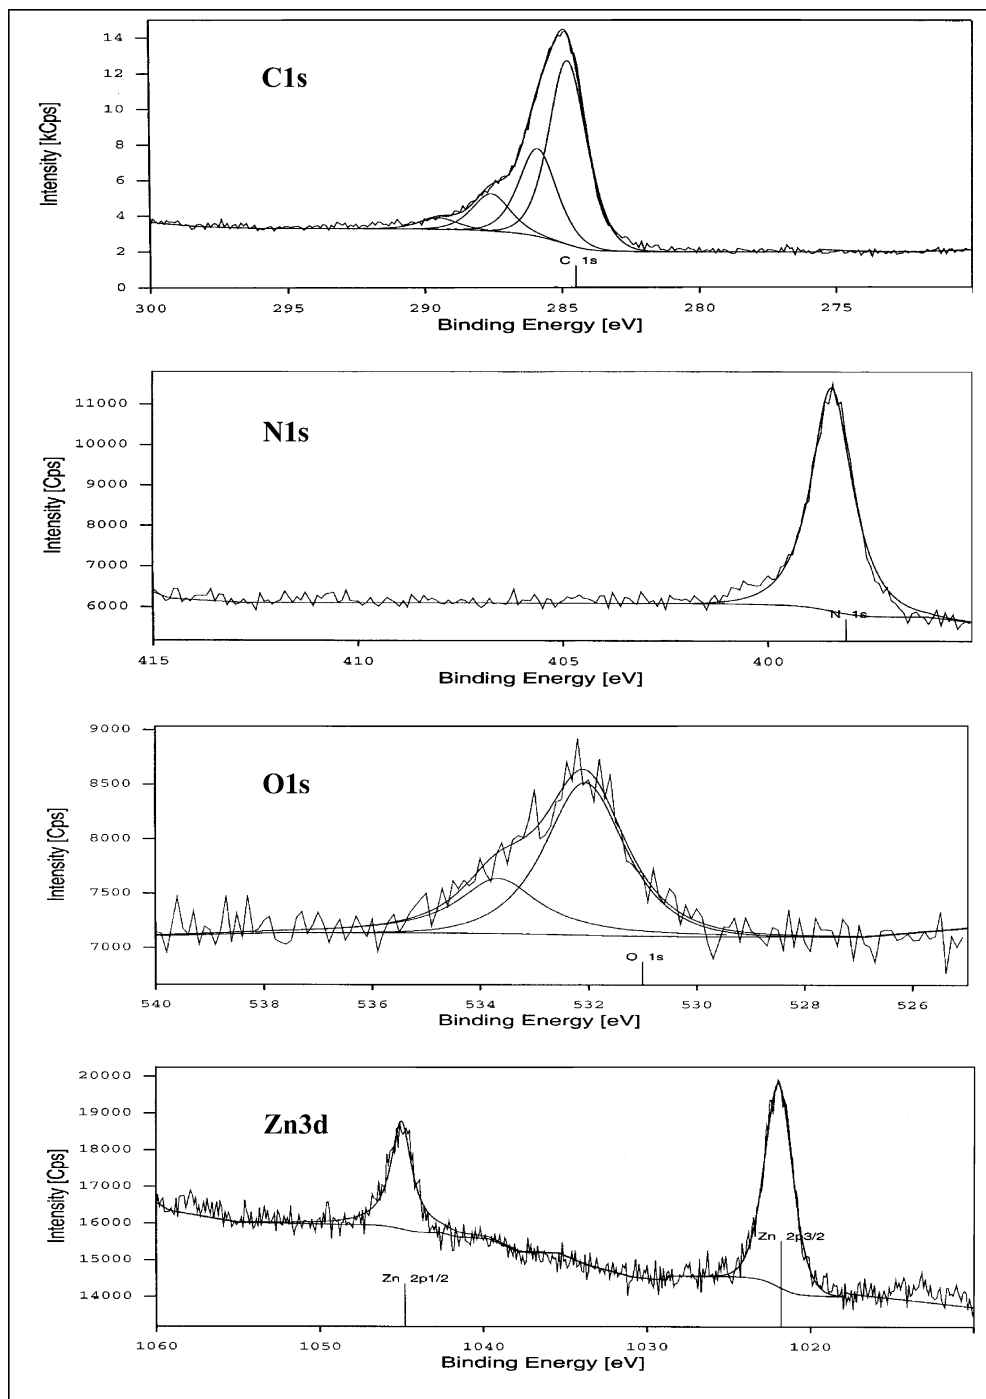 C1s
Intensity [kCps]
14
12
10
8
6
4
2
0
C 1s
300 295 290 285 280 275
Binding Energy [eV]
N1s
Intensity [Cps]
11000
10000
9000
8000
7000
6000
N 1s
415 410 405 400
Binding Energy [eV]
O1s
Intensity [Cps]
9000
8500
8000
7500
7000
O 1s
540 538 536 534 532 530 528 526
Binding Energy [eV]
Zn3d
Intensity [Cps]
20000
19000
18000
17000
16000
15000
14000
Zn 2p3/2
Zn 2p1/2
1060 1050 1040 1030 1020
Binding Energy [eV]